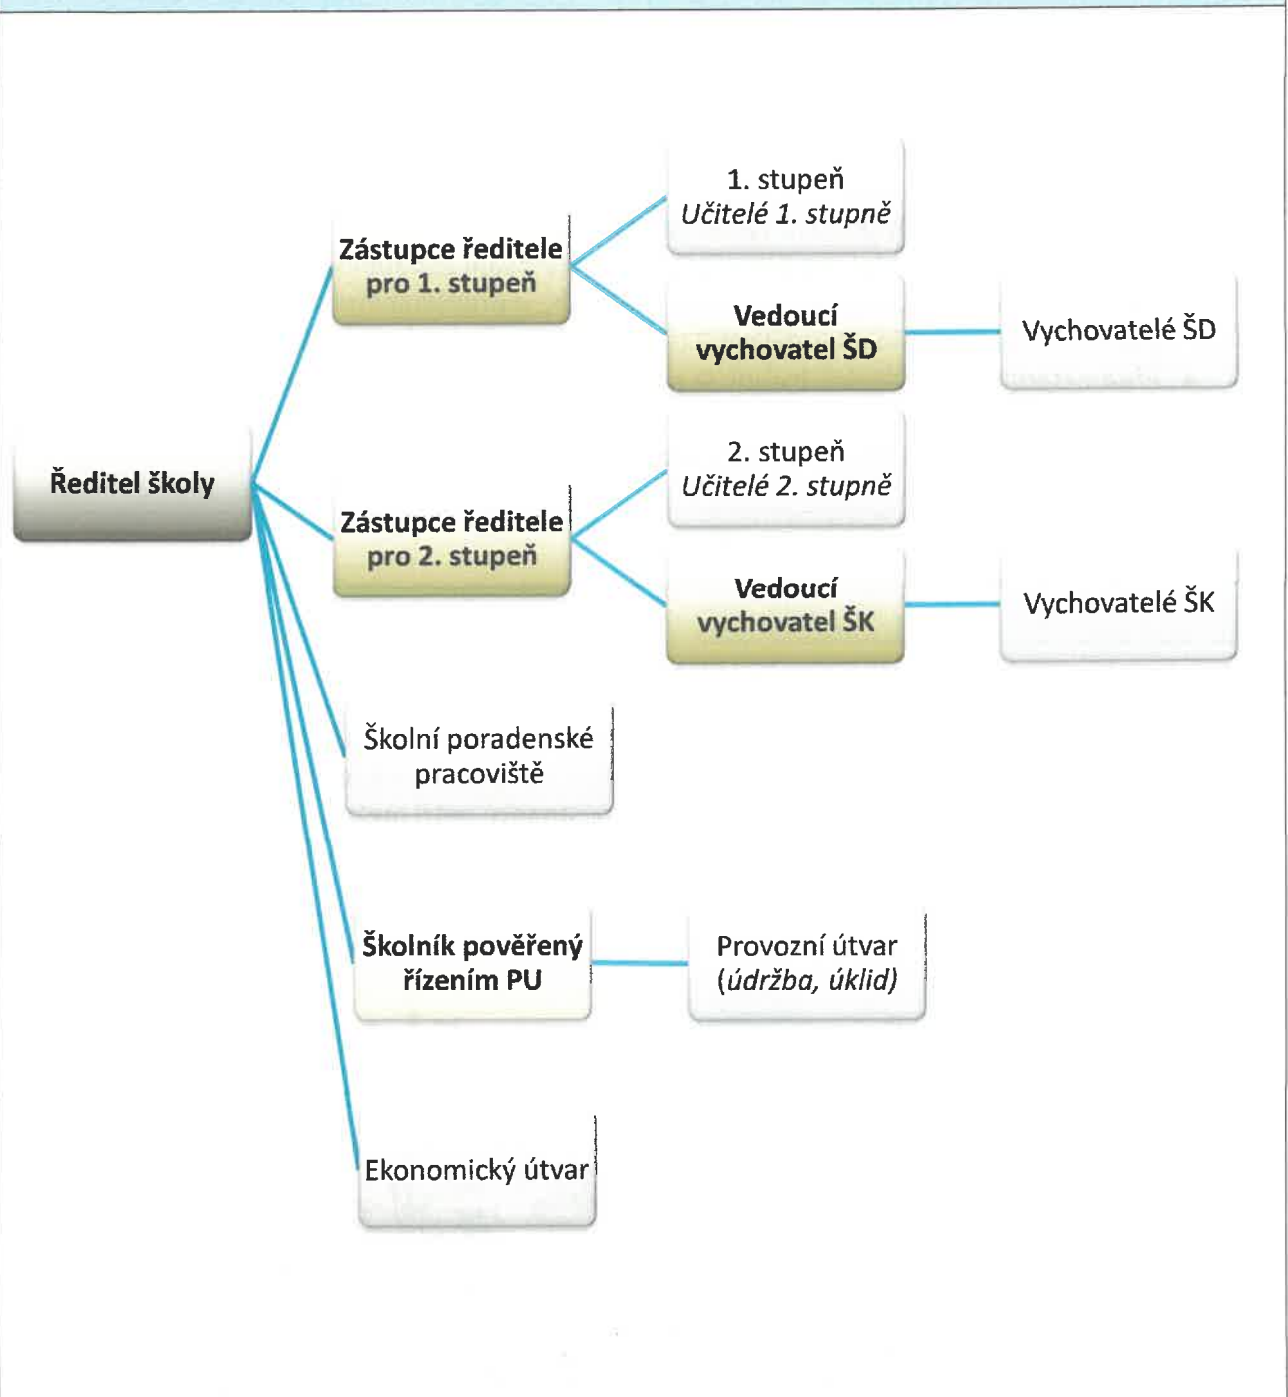 1. stupeň
Učitelé 1. stupně
Zástupce ředitele
pro 1. stupeň
Vedoucí
vychovatel ŠD
Vychovatelé ŠD
Ředitel školy
2. stupeň
Učitelé 2. stupně
Zástupce ředitele
pro 2. stupeň
Vedoucí
vychovatel ŠK
Vychovatelé ŠK
Školní poradenské
pracoviště
Školník pověřený
řízením PU
Provozní útvar
(údržba, úklid)
Ekonomický útvar